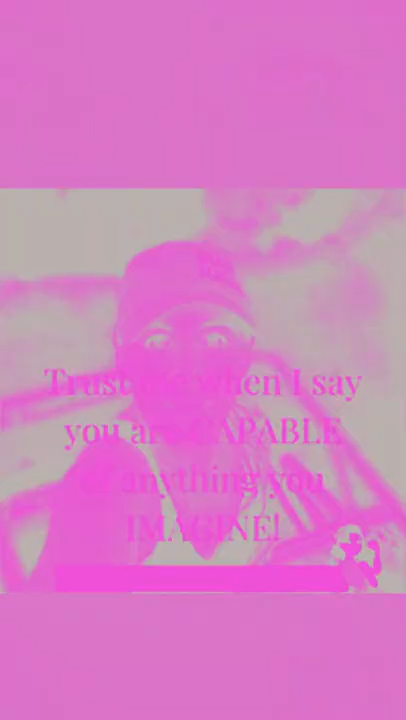 Trust me when I say
you are CAPABLE
of anything you
IMAGINE!